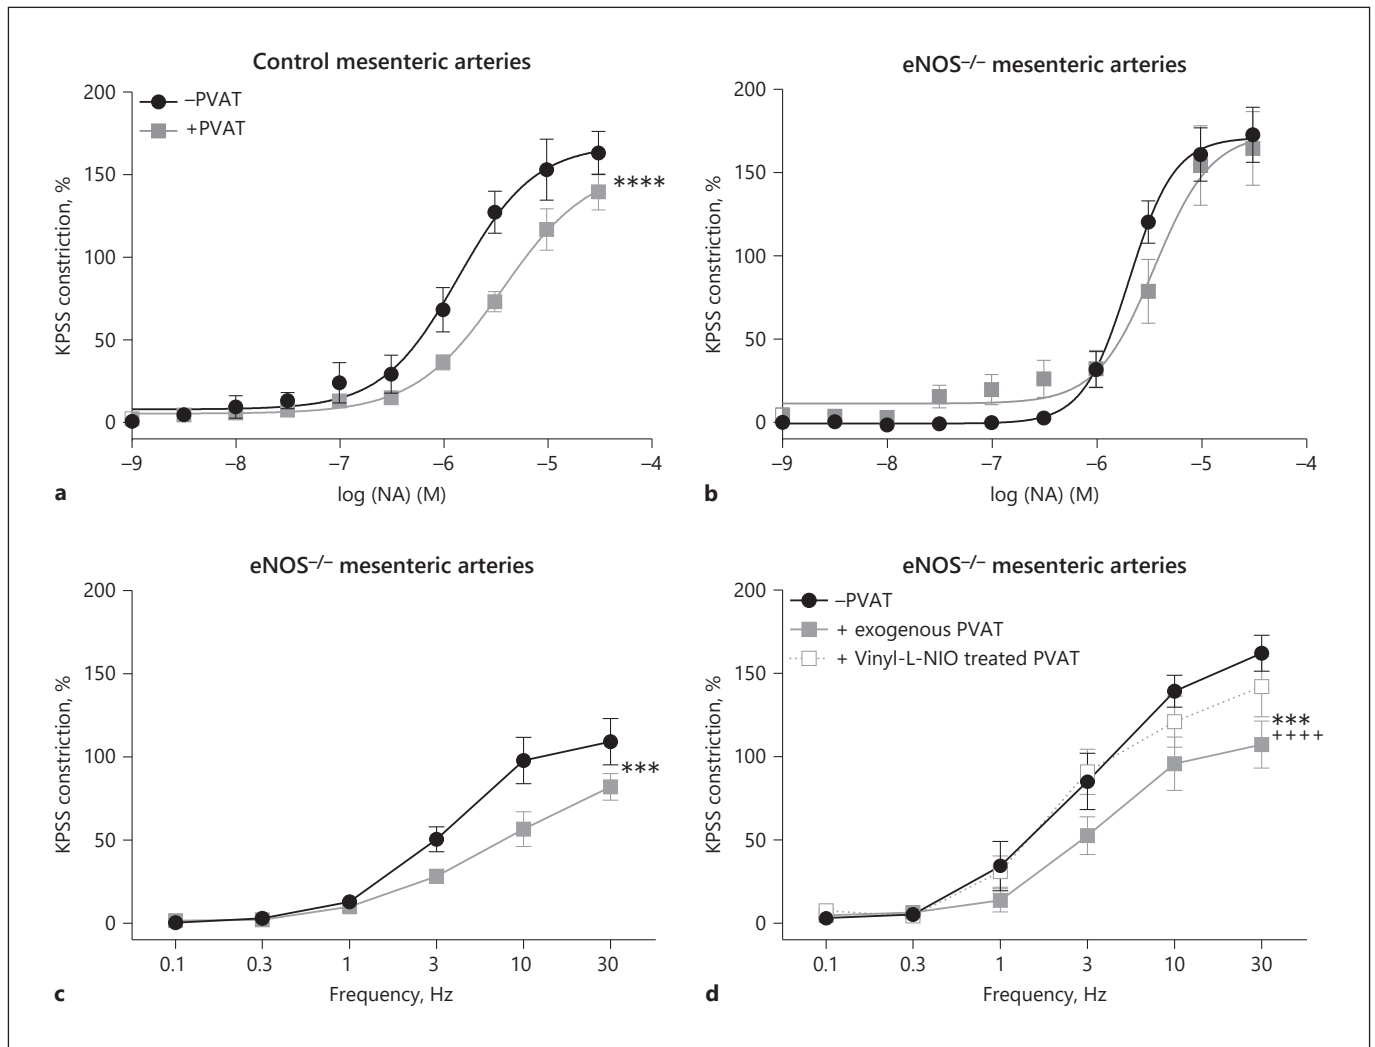 Control mesenteric arteries
200
150
100
50
0
KPSS constriction, %
–PVAT
+PVAT
****
–9
–8
–7
–6
–5
–4
log (NA) (M)
a
eNOS–/– mesenteric arteries
200
150
100
50
0
KPSS constriction, %
–9
–8
–7
–6
–5
–4
log (NA) (M)
b
eNOS–/– mesenteric arteries
200
150
100
50
0
KPSS constriction, %
***
0.1
0.3
1
3
10
30
Frequency, Hz
c
eNOS–/– mesenteric arteries
200
150
100
50
0
KPSS constriction, %
–PVAT
+ exogenous PVAT
+ Vinyl-L-NIO treated PVAT
***
++++
0.1
0.3
1
3
10
30
Frequency, Hz
d